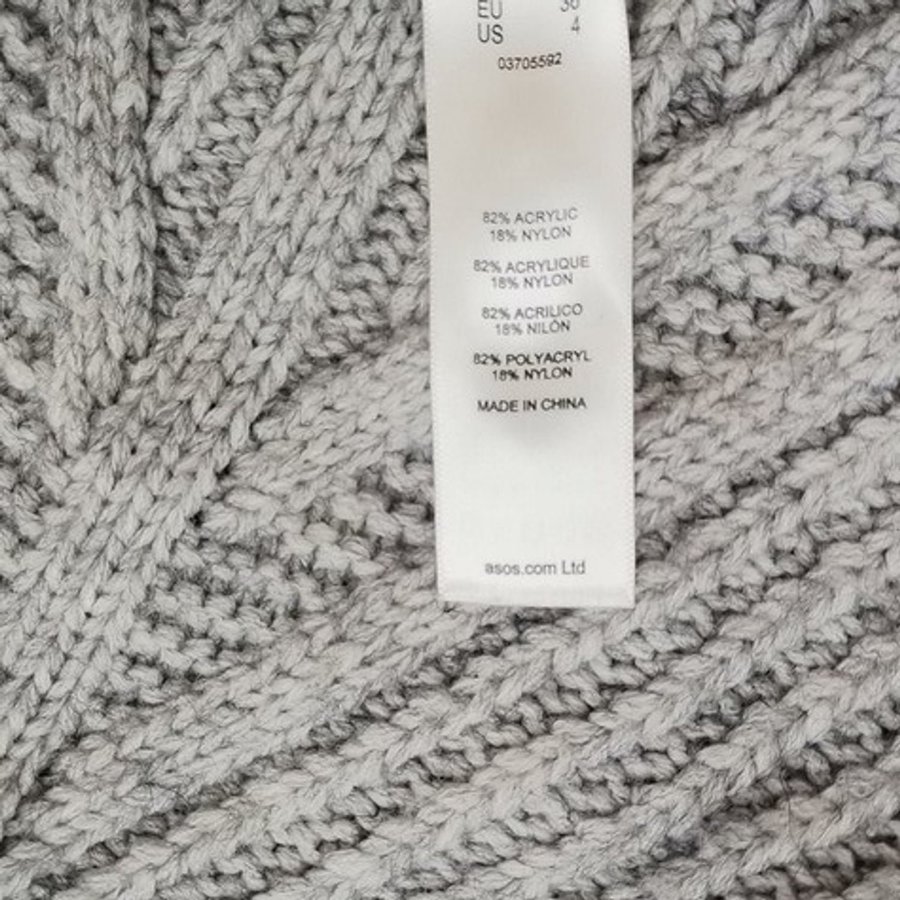 EU 36
US 4
03705592
82% ACRYLIC
18% NYLON
82% ACRYLIQUE
18% NYLON
82% ACRILICO
18% NILÓN
82% POLYACRYL
18% NYLON
MADE IN CHINA
asos.com Ltd